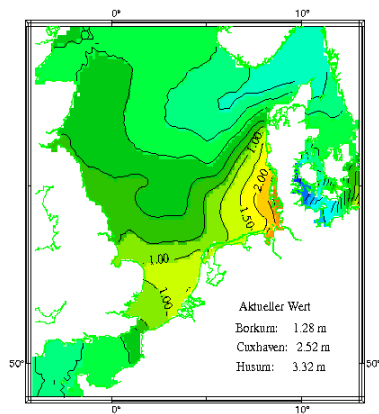 0° 10°
1.00
2.00
1.50
1.00
1.00
Aktueller Wert
Borkum: 1.28 m
Cuxhaven: 2.52 m
Husum: 3.32 m
50° 50°
0° 10°